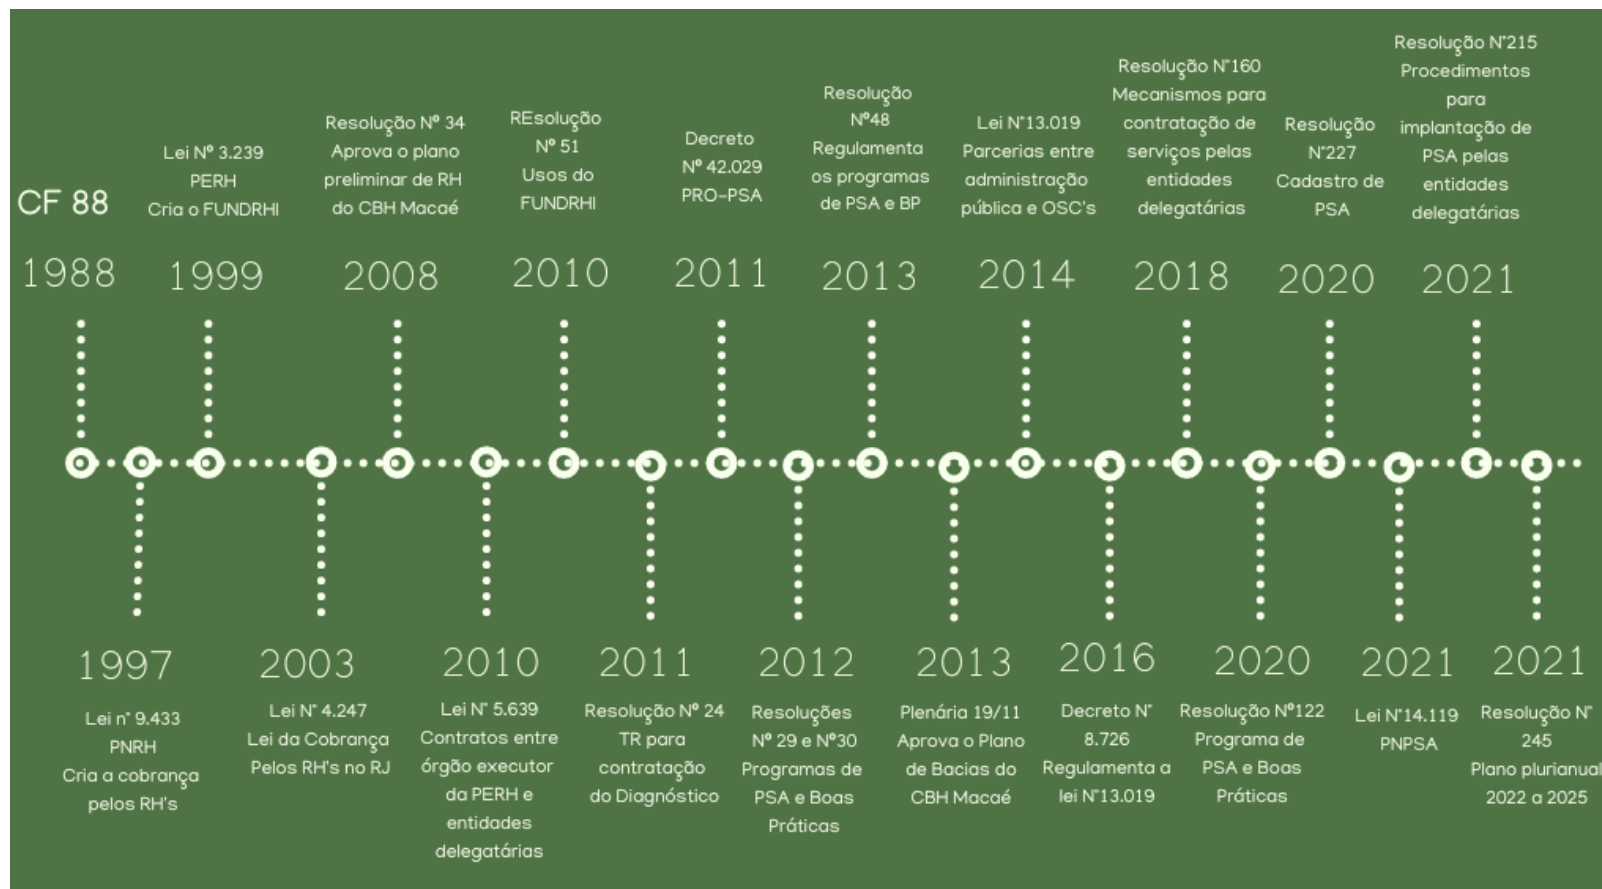 CF 88
1988
Lei Nº 3.239
PERH
Cria o FUNDRHI
1999
Resolução Nº 34
Aprova o plano
preliminar de RH
do CBH Macaé
2008
REsolução
Nº 51
Usos do
FUNDRHI
2010
Decreto
Nº 42.029
PRO-PSA
2011
Resolução
Nº48
Regulamenta
os programas
de PSA e BP
2013
Lei N°13.019
Parcerias entre
administração
pública e OSC's
2014
Resolução N°160
Mecanismos para
contratação de
serviços pelas
entidades
delegatárias
2018
Resolução
N°227
Cadastro de
PSA
2020
Resolução N°215
Procedimentos
para
implantação de
PSA pelas
entidades
delegatárias
2021
1997
Lei n° 9.433
PNRH
Cria a cobrança
pelos RH's
2003
Lei N° 4.247
Lei da Cobrança
Pelos RH's no RJ
2010
Lei N° 5.639
Contratos entre
órgão executor
da PERH e
entidades
delegatárias
2011
Resolução Nº 24
TR para
contratação
do Diagnóstico
2012
Resoluções
Nº 29 e Nº30
Programas de
PSA e Boas
Práticas
2013
Plenária 19/11
Aprova o Plano
de Bacias do
CBH Macaé
2016
Decreto N°
8.726
Regulamenta a
lei N°13.019
2020
Resolução Nº122
Programa de
PSA e Boas
Práticas
2021
Lei N°14.119
PNPSA
2021
Resolução N°
245
Plano plurianual
2022 a 2025